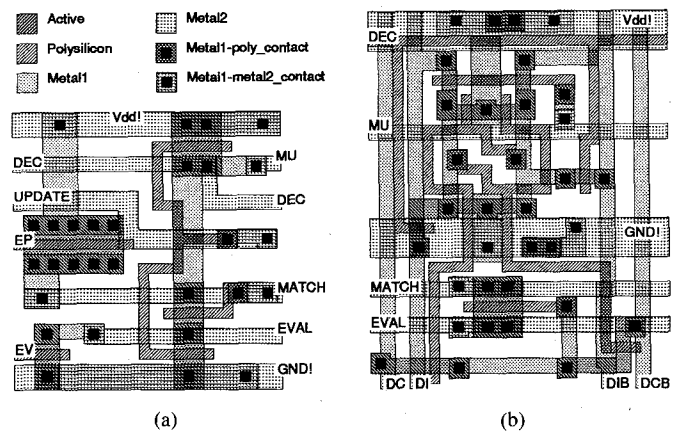 Active
Polysilicon
Metal1
Metal2
Metal1-poly_contact
Metal1-metal2_contact
Vdd!
DEC
MU
UPDATE
DEC
EP
MATCH
EVAL
EV
GND!
(a)
Vdd!
DEC
MU
GND!
MATCH
EVAL
DC DI DIB DCB
(b)